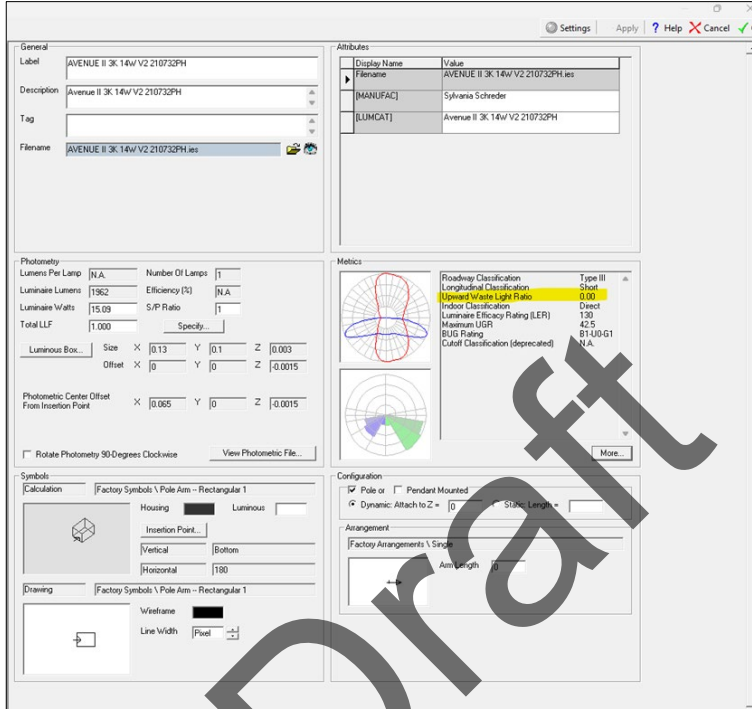 Settings Apply ? Help Cancel
General
Label AVENUE II 3K 14W V2 210732PH
Description Avenue II 3K 14W V2 210732PH
Tag
Filename AVENUE II 3K 14W V2 210732PH.ies
Attributes
Display Name Value
Filename AVENUE II 3K 14W V2 210732PH.ies
[MANUFAC] Sylvania Schreder
[LUMCAT] Avenue II 3K 14W V2 210732PH
Photometry
Lumens Per Lamp N.A. Number Of Lamps 1
Luminaire Lumens 1962 Efficiency (%) N.A
Luminaire Watts 15.09 S/P Ratio 1
Total LLF 1.000 Specify...
Luminous Box... Size X 0.13 Y 0.1 Z 0.003
Offset X 0 Y 0 Z -0.0015
Photometric Center Offset
From Insertion Point X 0.065 Y 0 Z -0.0015
Rotate Photometry 90-Degrees Clockwise View Photometric File...
Metrics
Roadway Classification Type III
Longitudinal Classification Short
Upward Waste Light Ratio 0.00
Indoor Classification Direct
Luminaire Efficacy Rating (LER) 130
Maximum UGR 42.5
BUG Rating B1-U0-G1
Cutoff Classification (deprecated) N.A.
More...
Symbols
Calculation Factory Symbols \ Pole Arm -- Rectangular 1
Housing Luminous
Insertion Point...
Vertical Bottom
Horizontal 180
Drawing Factory Symbols \ Pole Arm -- Rectangular 1
Wireframe
Line Width Pixel
Configuration
Pole or Pendant Mounted
Dynamic: Attach to Z = 0 Static: Length =
Arrangement
Factory Arrangements \ Single
Arm Length 0
Draft